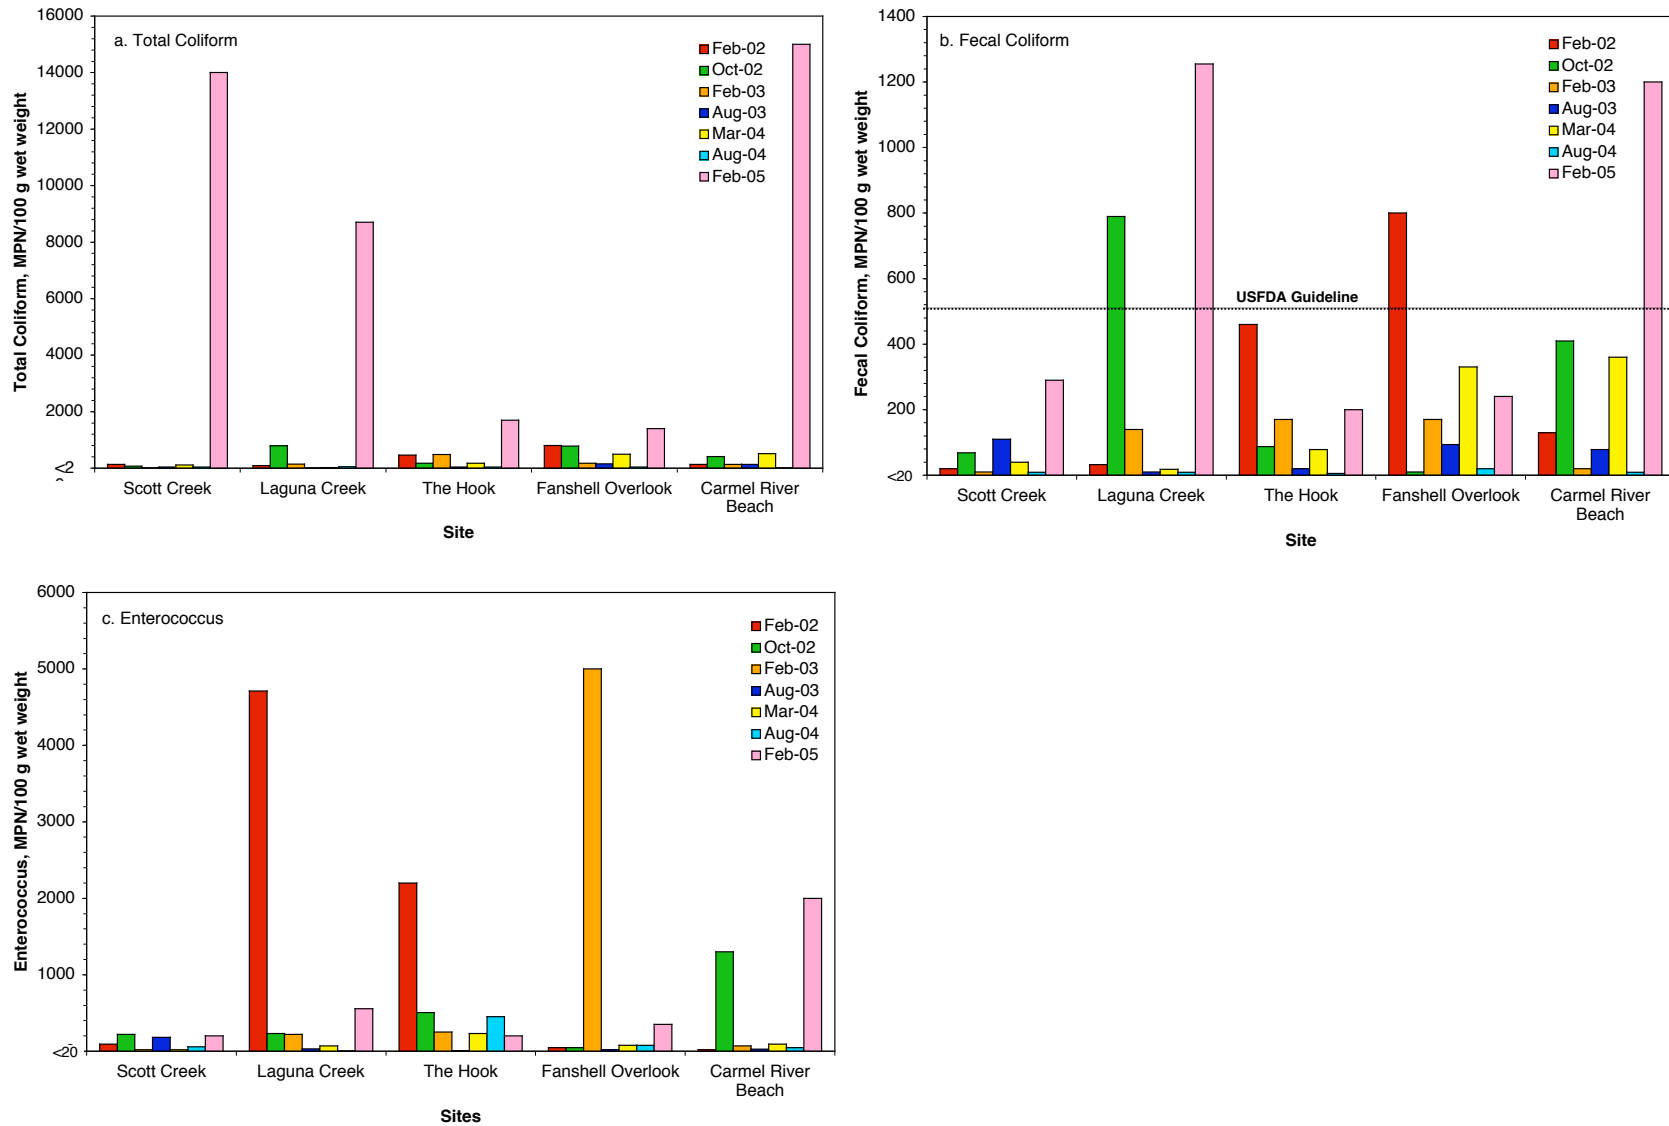 a. Total Coliform
Total Coliform, MPN/100 g wet weight
16000
14000
12000
10000
8000
6000
4000
2000
<2
Feb-02
Oct-02
Feb-03
Aug-03
Mar-04
Aug-04
Feb-05
Scott Creek
Laguna Creek
The Hook
Fanshell Overlook
Carmel River
Beach
Site
b. Fecal Coliform
Fecal Coliform, MPN/100 g wet weight
1400
1200
1000
800
600
400
200
<20
Feb-02
Oct-02
Feb-03
Aug-03
Mar-04
Aug-04
Feb-05
USFDA Guideline
Scott Creek
Laguna Creek
The Hook
Fanshell Overlook
Carmel River
Beach
Site
c. Enterococcus
Enterococcus, MPN/100 g wet weight
6000
5000
4000
3000
2000
1000
<20
Feb-02
Oct-02
Feb-03
Aug-03
Mar-04
Aug-04
Feb-05
Scott Creek
Laguna Creek
The Hook
Fanshell Overlook
Carmel River
Beach
Sites